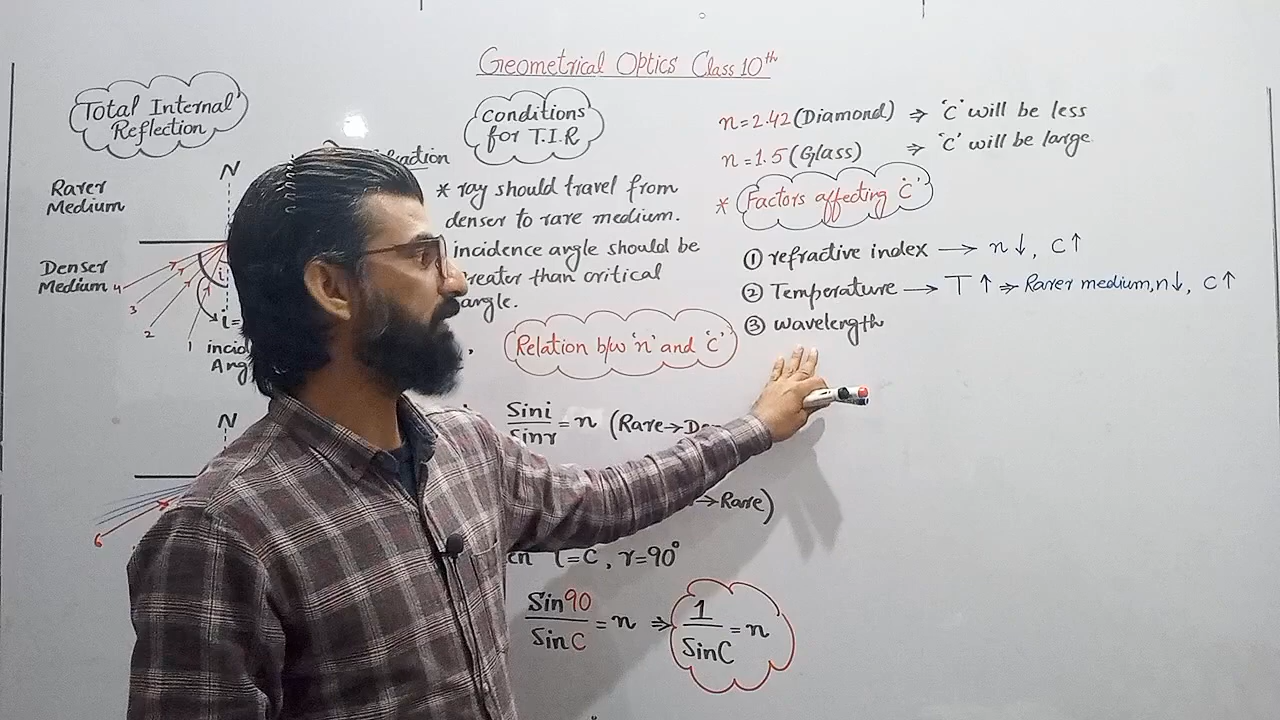 Geometrical Optics Class 10th
Total Internal
Reflection
N
Rarer
Medium
Denser
Medium
4
3
2
1
i
i=
N
6
conditions
for T.I.R
* ray should travel from
denser to rare medium.
incidence angle should be
greater than critical
angle.
Relation b/w 'n' and 'c'
Sini
Sinr
= n (Rare→
→Rare)
i=c, r=90°
Sin90
SinC
= n ⇒
1
SinC
= n
n=2.42 (Diamond) ⇒ 'c' will be less
n=1.5 (Glass) ⇒ 'c' will be large.
* Factors affecting 'c'
① refractive index → n↓, c↑
② Temperature → T↑ ⇒ Rarer medium, n↓, c↑
③ wavelength